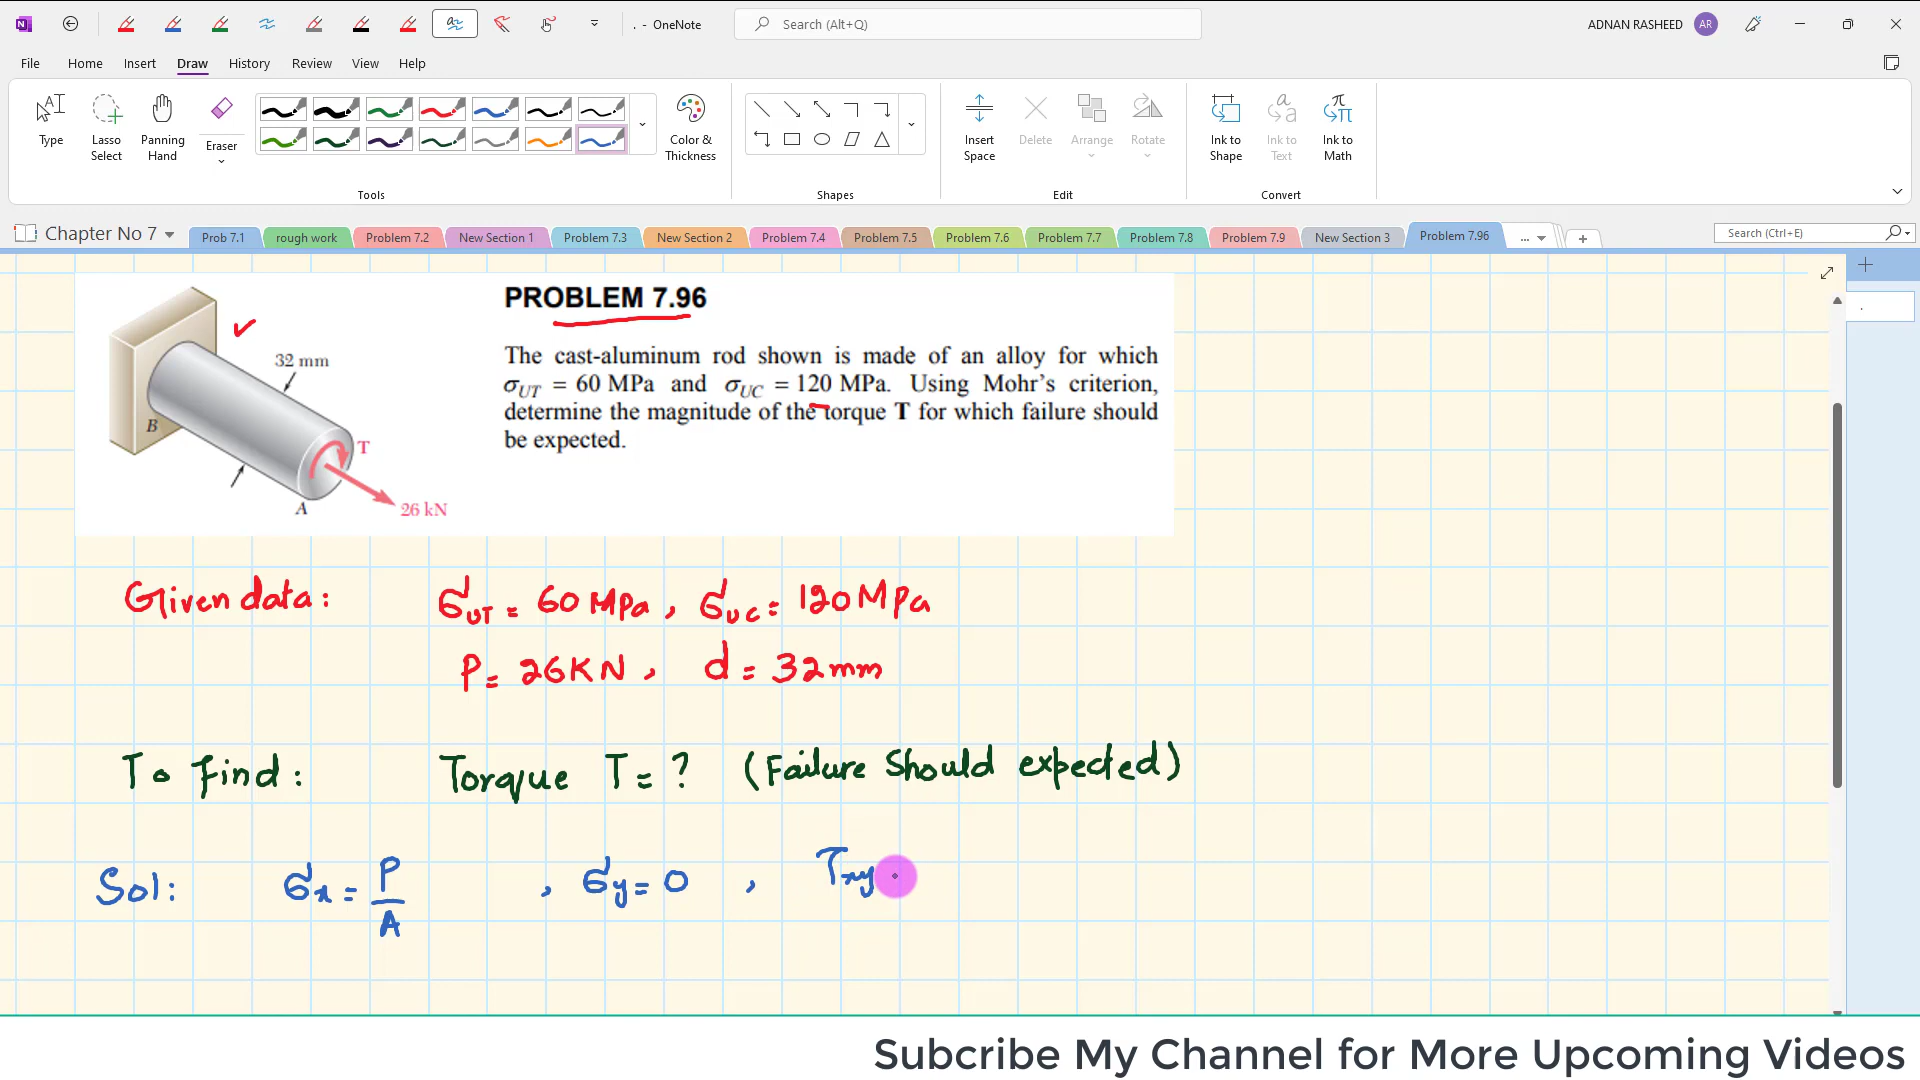 . - OneNote
Search (Alt+Q)
ADNAN RASHEED AR
File Home Insert Draw History Review View Help
Type Lasso Select Panning Hand Eraser Color & Thickness Insert Space Delete Arrange Rotate Ink to Shape Ink to Text Ink to Math
Tools Shapes Edit Convert
Chapter No 7 Prob 7.1 rough work Problem 7.2 New Section 1 Problem 7.3 New Section 2 Problem 7.4 Problem 7.5 Problem 7.6 Problem 7.7 Problem 7.8 Problem 7.9 New Section 3 Problem 7.96 ... + Search (Ctrl+E)
PROBLEM 7.96
32 mm
B
T
A
26 kN
The cast-aluminum rod shown is made of an alloy for which
σUT = 60 MPa and σUC = 120 MPa. Using Mohr's criterion,
determine the magnitude of the torque T for which failure should
be expected.
Given data: σUT = 60 MPa, σUC = 120 MPa
P = 26KN, d = 32mm
To find: Torque T = ? (Failure Should expected)
Sol: σx = P/A , σy = 0 , τxy
Subcribe My Channel for More Upcoming Videos